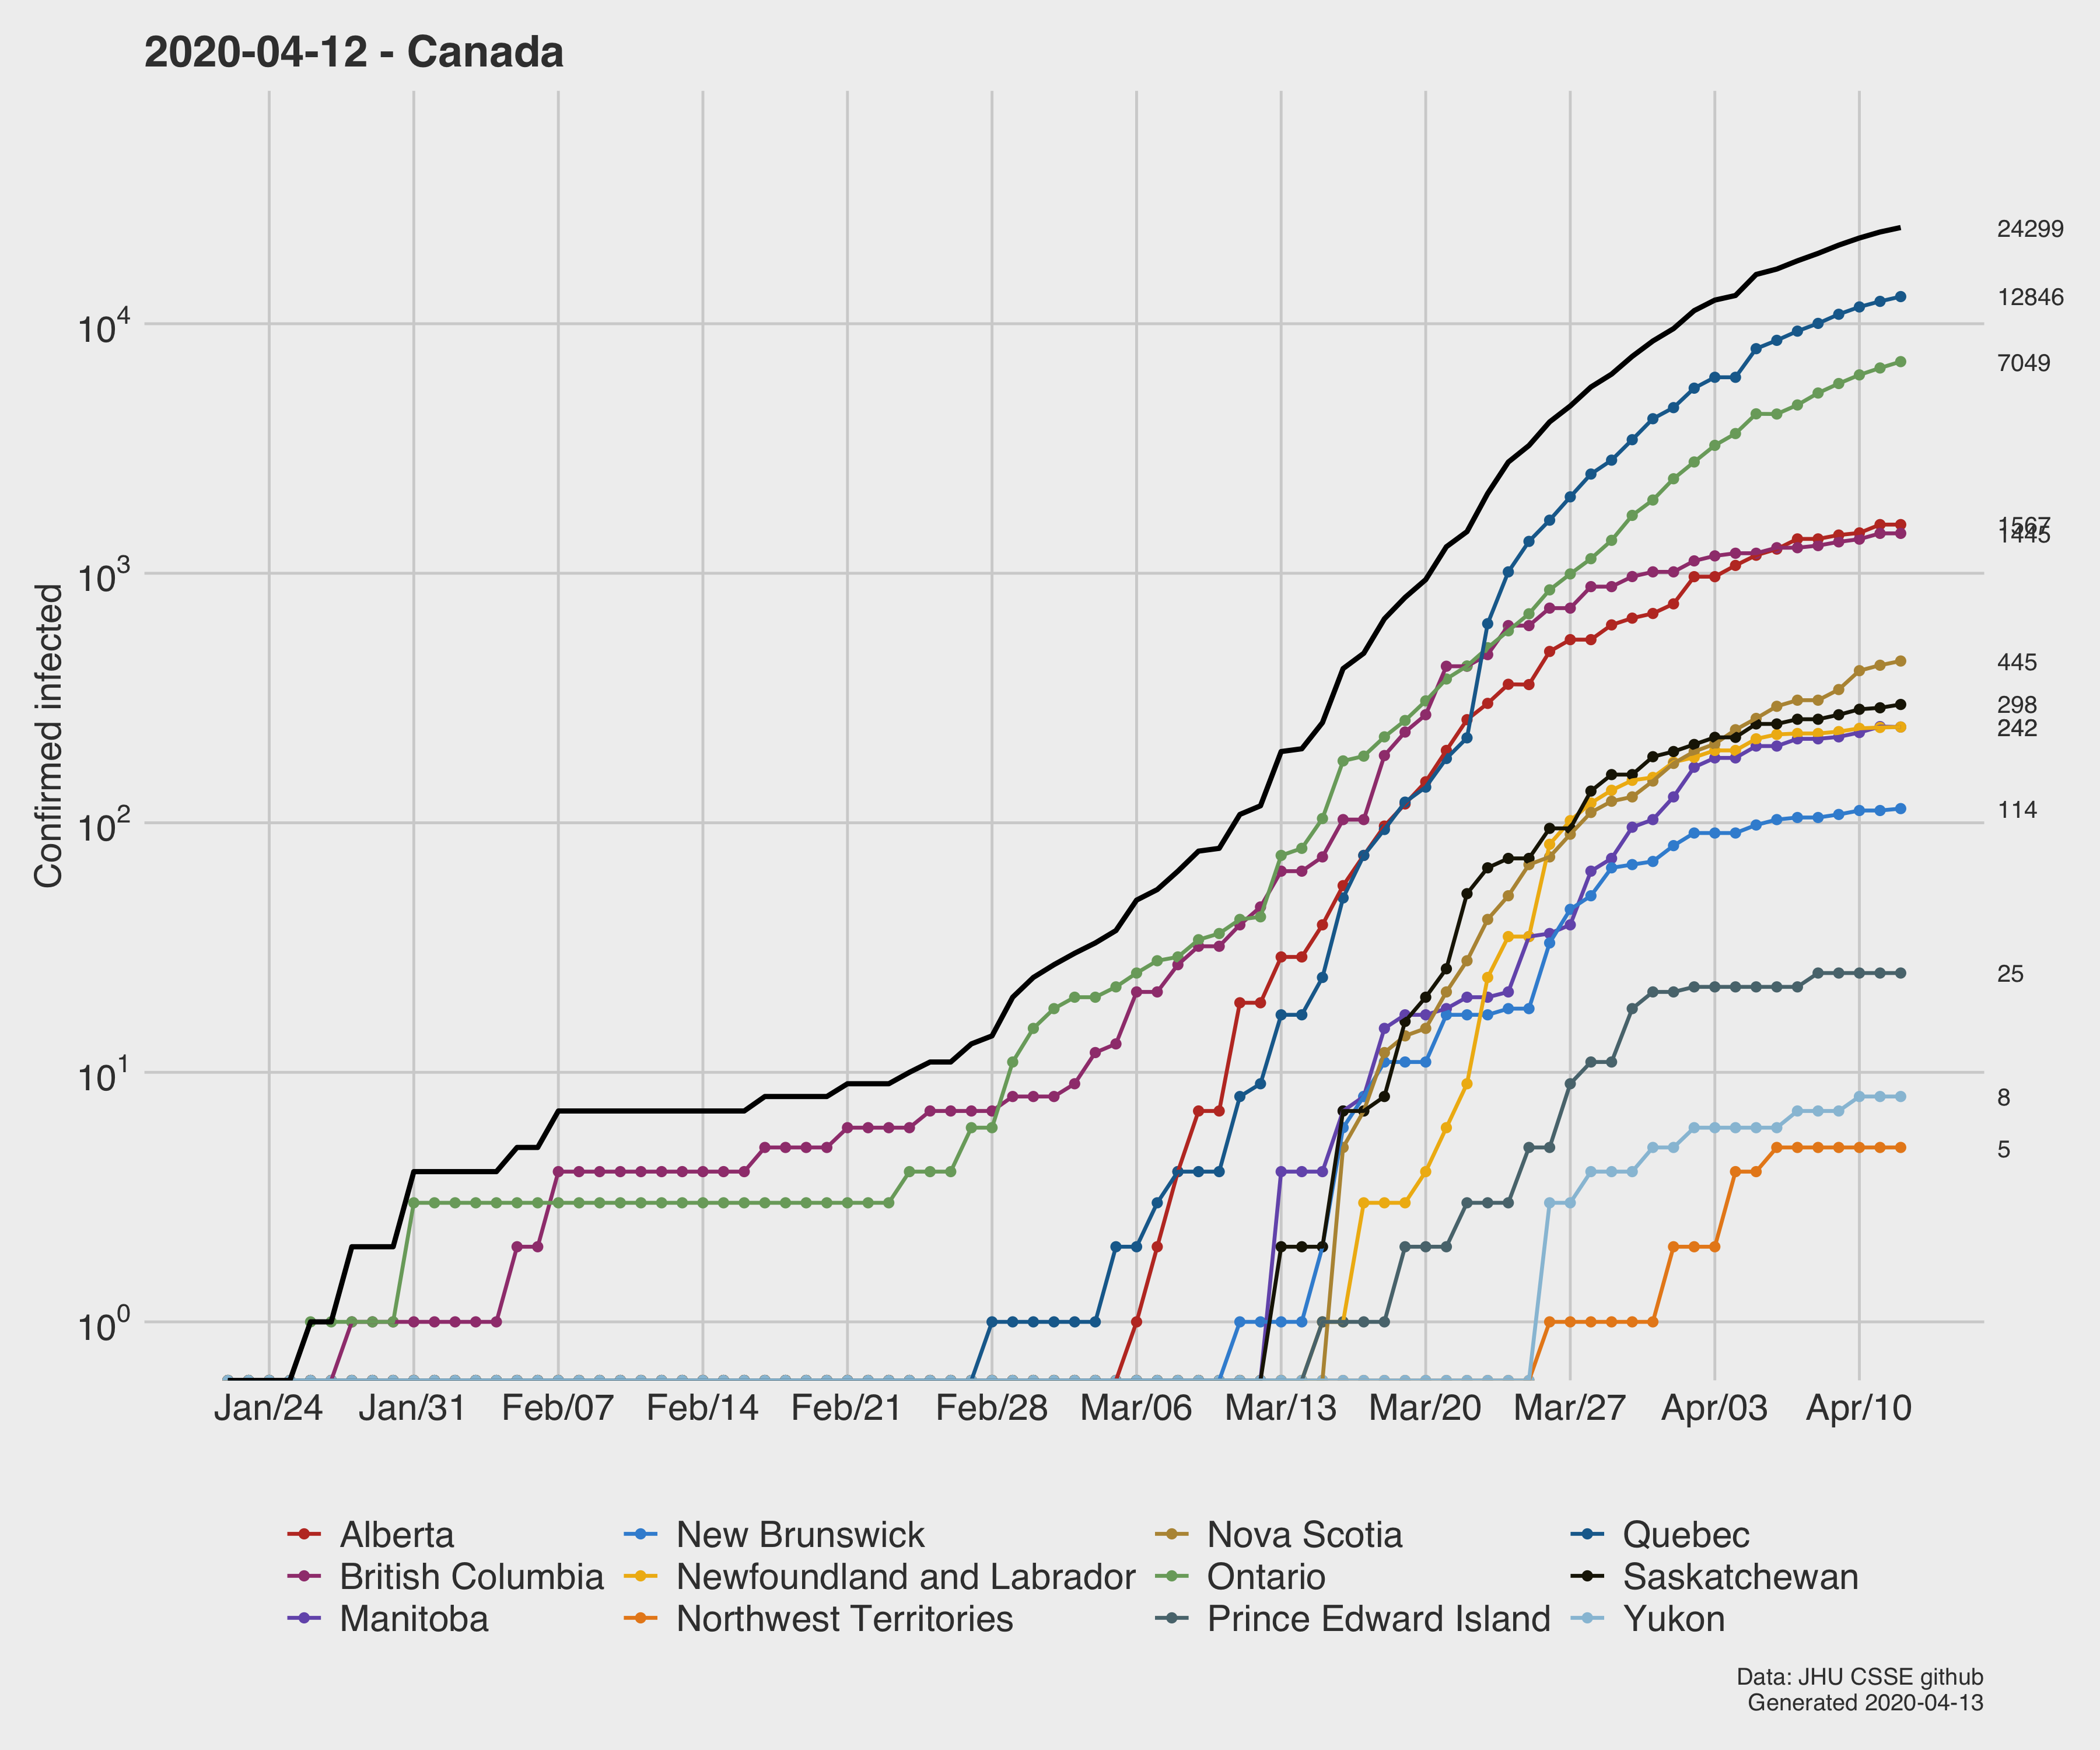 2020-04-12 - Canada
Confirmed infected
10^4
10^3
10^2
10^1
10^0
24299
12846
7049
1567
1445
445
298
242
114
25
8
5
Jan/24 Jan/31 Feb/07 Feb/14 Feb/21 Feb/28 Mar/06 Mar/13 Mar/20 Mar/27 Apr/03 Apr/10
Alberta New Brunswick Nova Scotia Quebec
British Columbia Newfoundland and Labrador Ontario Saskatchewan
Manitoba Northwest Territories Prince Edward Island Yukon
Data: JHU CSSE github
Generated 2020-04-13